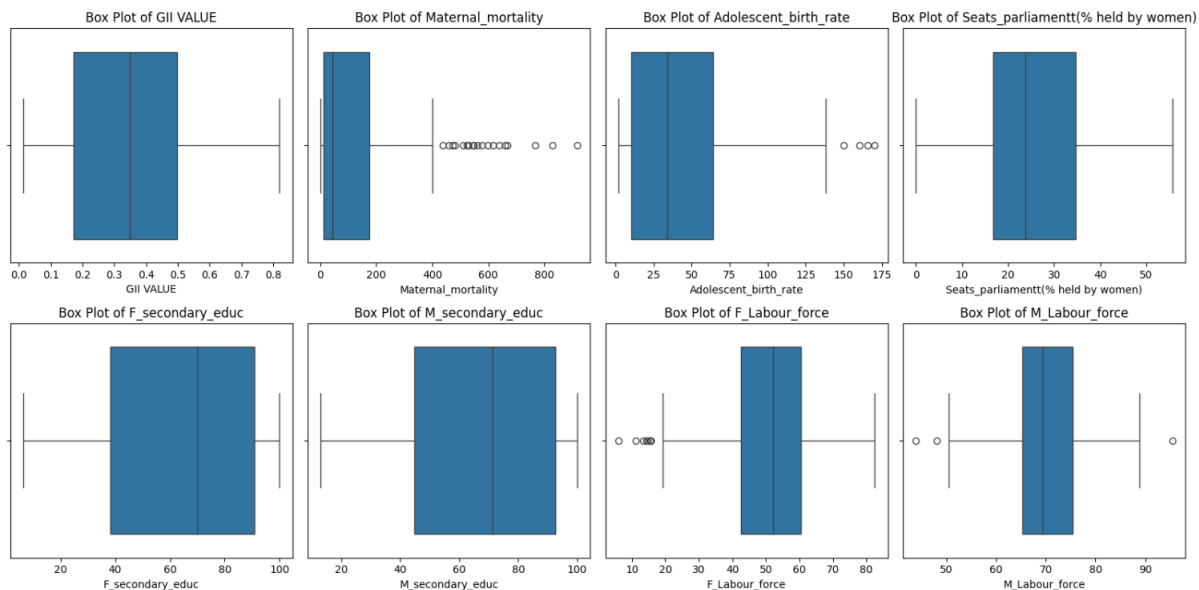 Box Plot of GII VALUE
0.0 0.1 0.2 0.3 0.4 0.5 0.6 0.7 0.8
GII VALUE
Box Plot of Maternal_mortality
0 200 400 600 800
Maternal_mortality
Box Plot of Adolescent_birth_rate
0 25 50 75 100 125 150 175
Adolescent_birth_rate
Box Plot of Seats_parliamentt(% held by women)
0 10 20 30 40 50
Seats_parliamentt(% held by women)
Box Plot of F_secondary_educ
20 40 60 80 100
F_secondary_educ
Box Plot of M_secondary_educ
20 40 60 80 100
M_secondary_educ
Box Plot of F_Labour_force
10 20 30 40 50 60 70 80
F_Labour_force
Box Plot of M_Labour_force
50 60 70 80 90
M_Labour_force